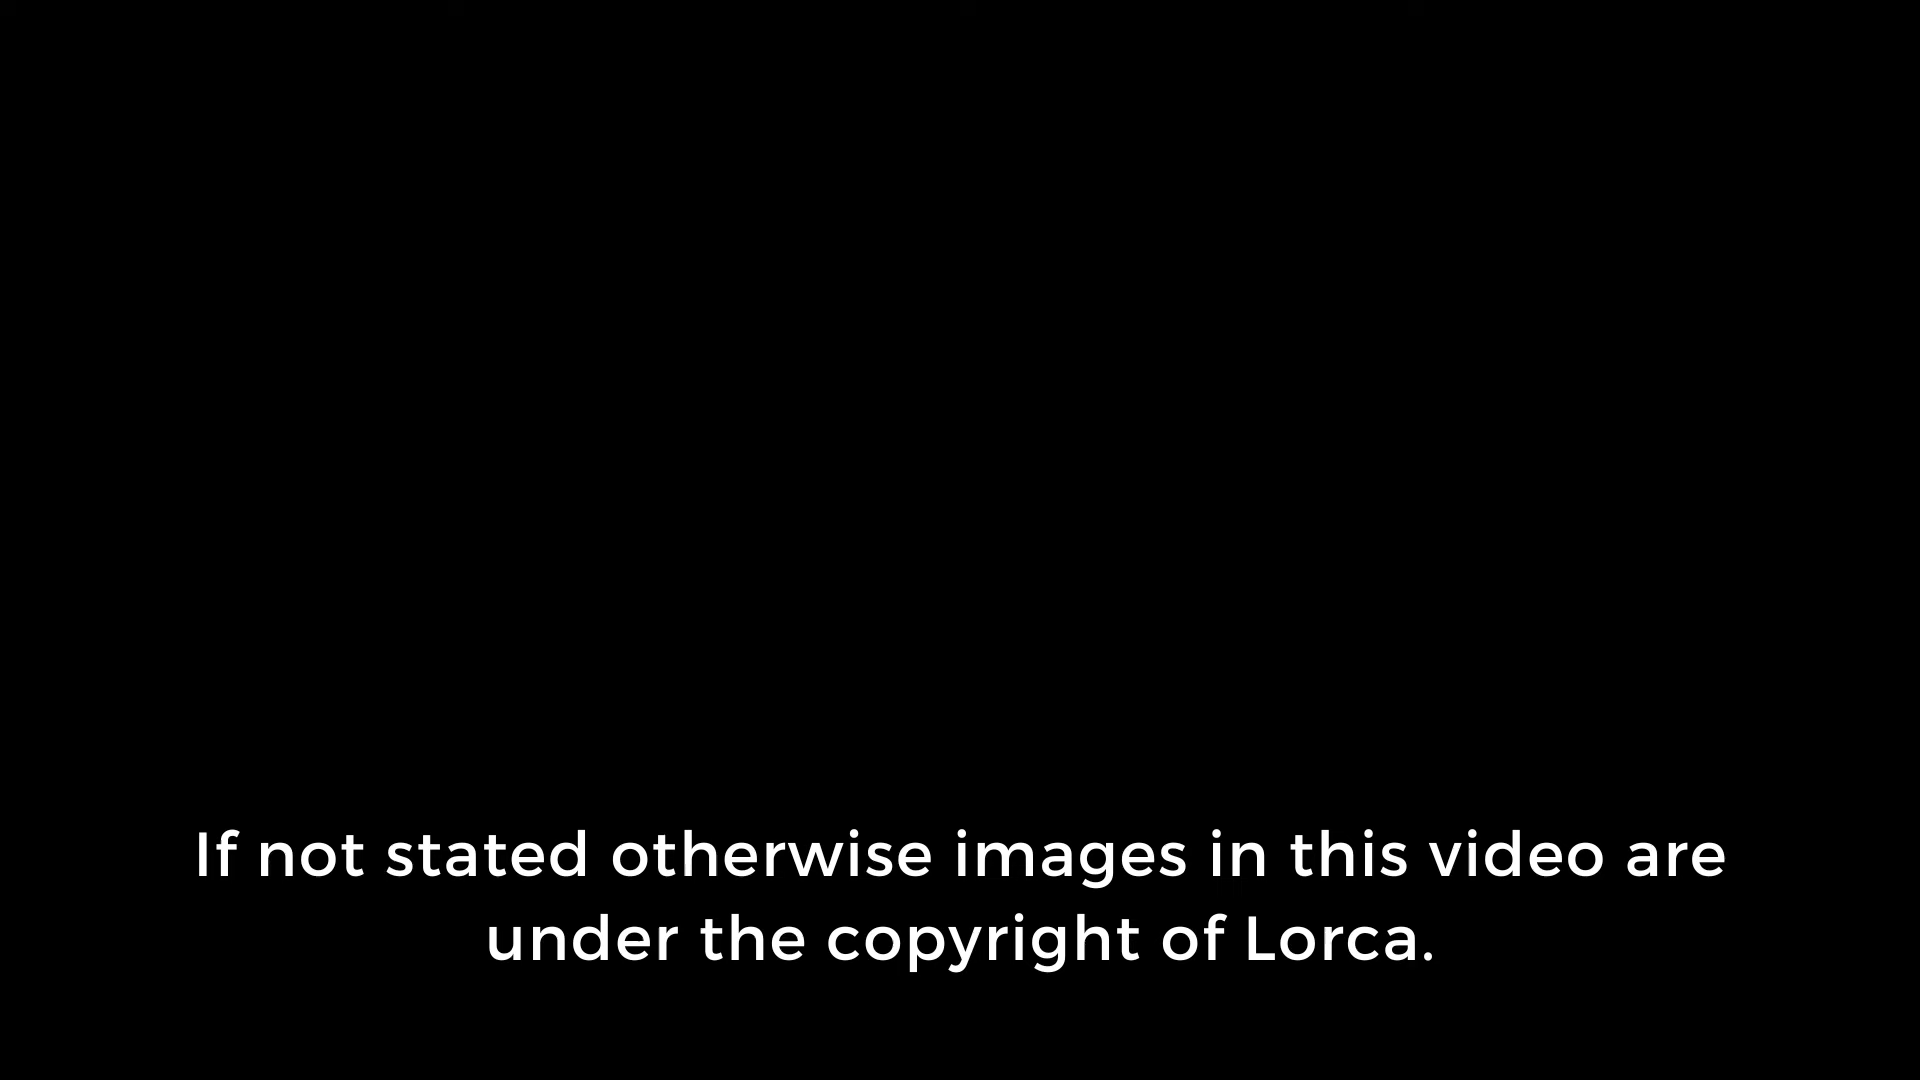 If not stated otherwise images in this video are
under the copyright of Lorca.